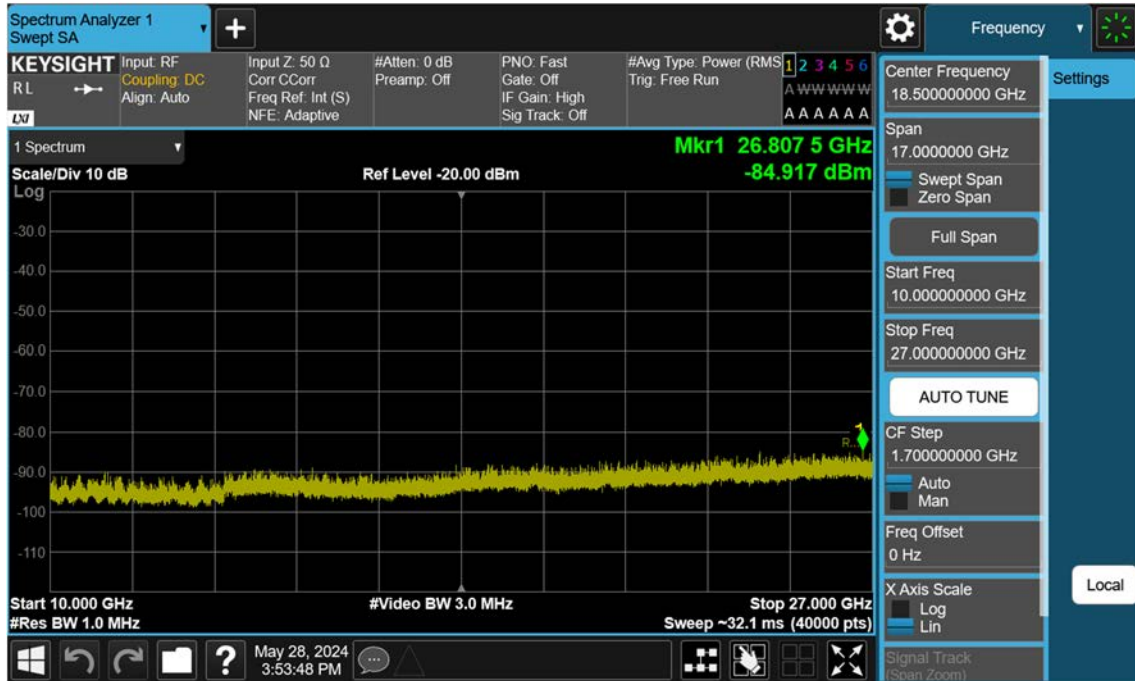 Spectrum Analyzer 1
Swept SA
Frequency
KEYSIGHT
R L
LXI
Input: RF
Coupling: DC
Align: Auto
Input Z: 50 Ω
Corr CCorr
Freq Ref: Int (S)
NFE: Adaptive
#Atten: 0 dB
Preamp: Off
PNO: Fast
Gate: Off
IF Gain: High
Sig Track: Off
#Avg Type: Power (RMS
Trig: Free Run
1 2 3 4 5 6
A W W W W W
A A A A A A
1 Spectrum
Scale/Div 10 dB
Ref Level -20.00 dBm
Mkr1 26.807 5 GHz
-84.917 dBm
Log
-30.0
-40.0
-50.0
-60.0
-70.0
-80.0
-90.0
-100
-110
1
R...
Start 10.000 GHz
#Video BW 3.0 MHz
Stop 27.000 GHz
#Res BW 1.0 MHz
Sweep ~32.1 ms (40000 pts)
May 28, 2024
3:53:48 PM
Center Frequency
18.500000000 GHz
Span
17.0000000 GHz
Swept Span
Zero Span
Full Span
Start Freq
10.000000000 GHz
Stop Freq
27.000000000 GHz
AUTO TUNE
CF Step
1.700000000 GHz
Auto
Man
Freq Offset
0 Hz
X Axis Scale
Log
Lin
Signal Track
(Span Zoom)
Settings
Local